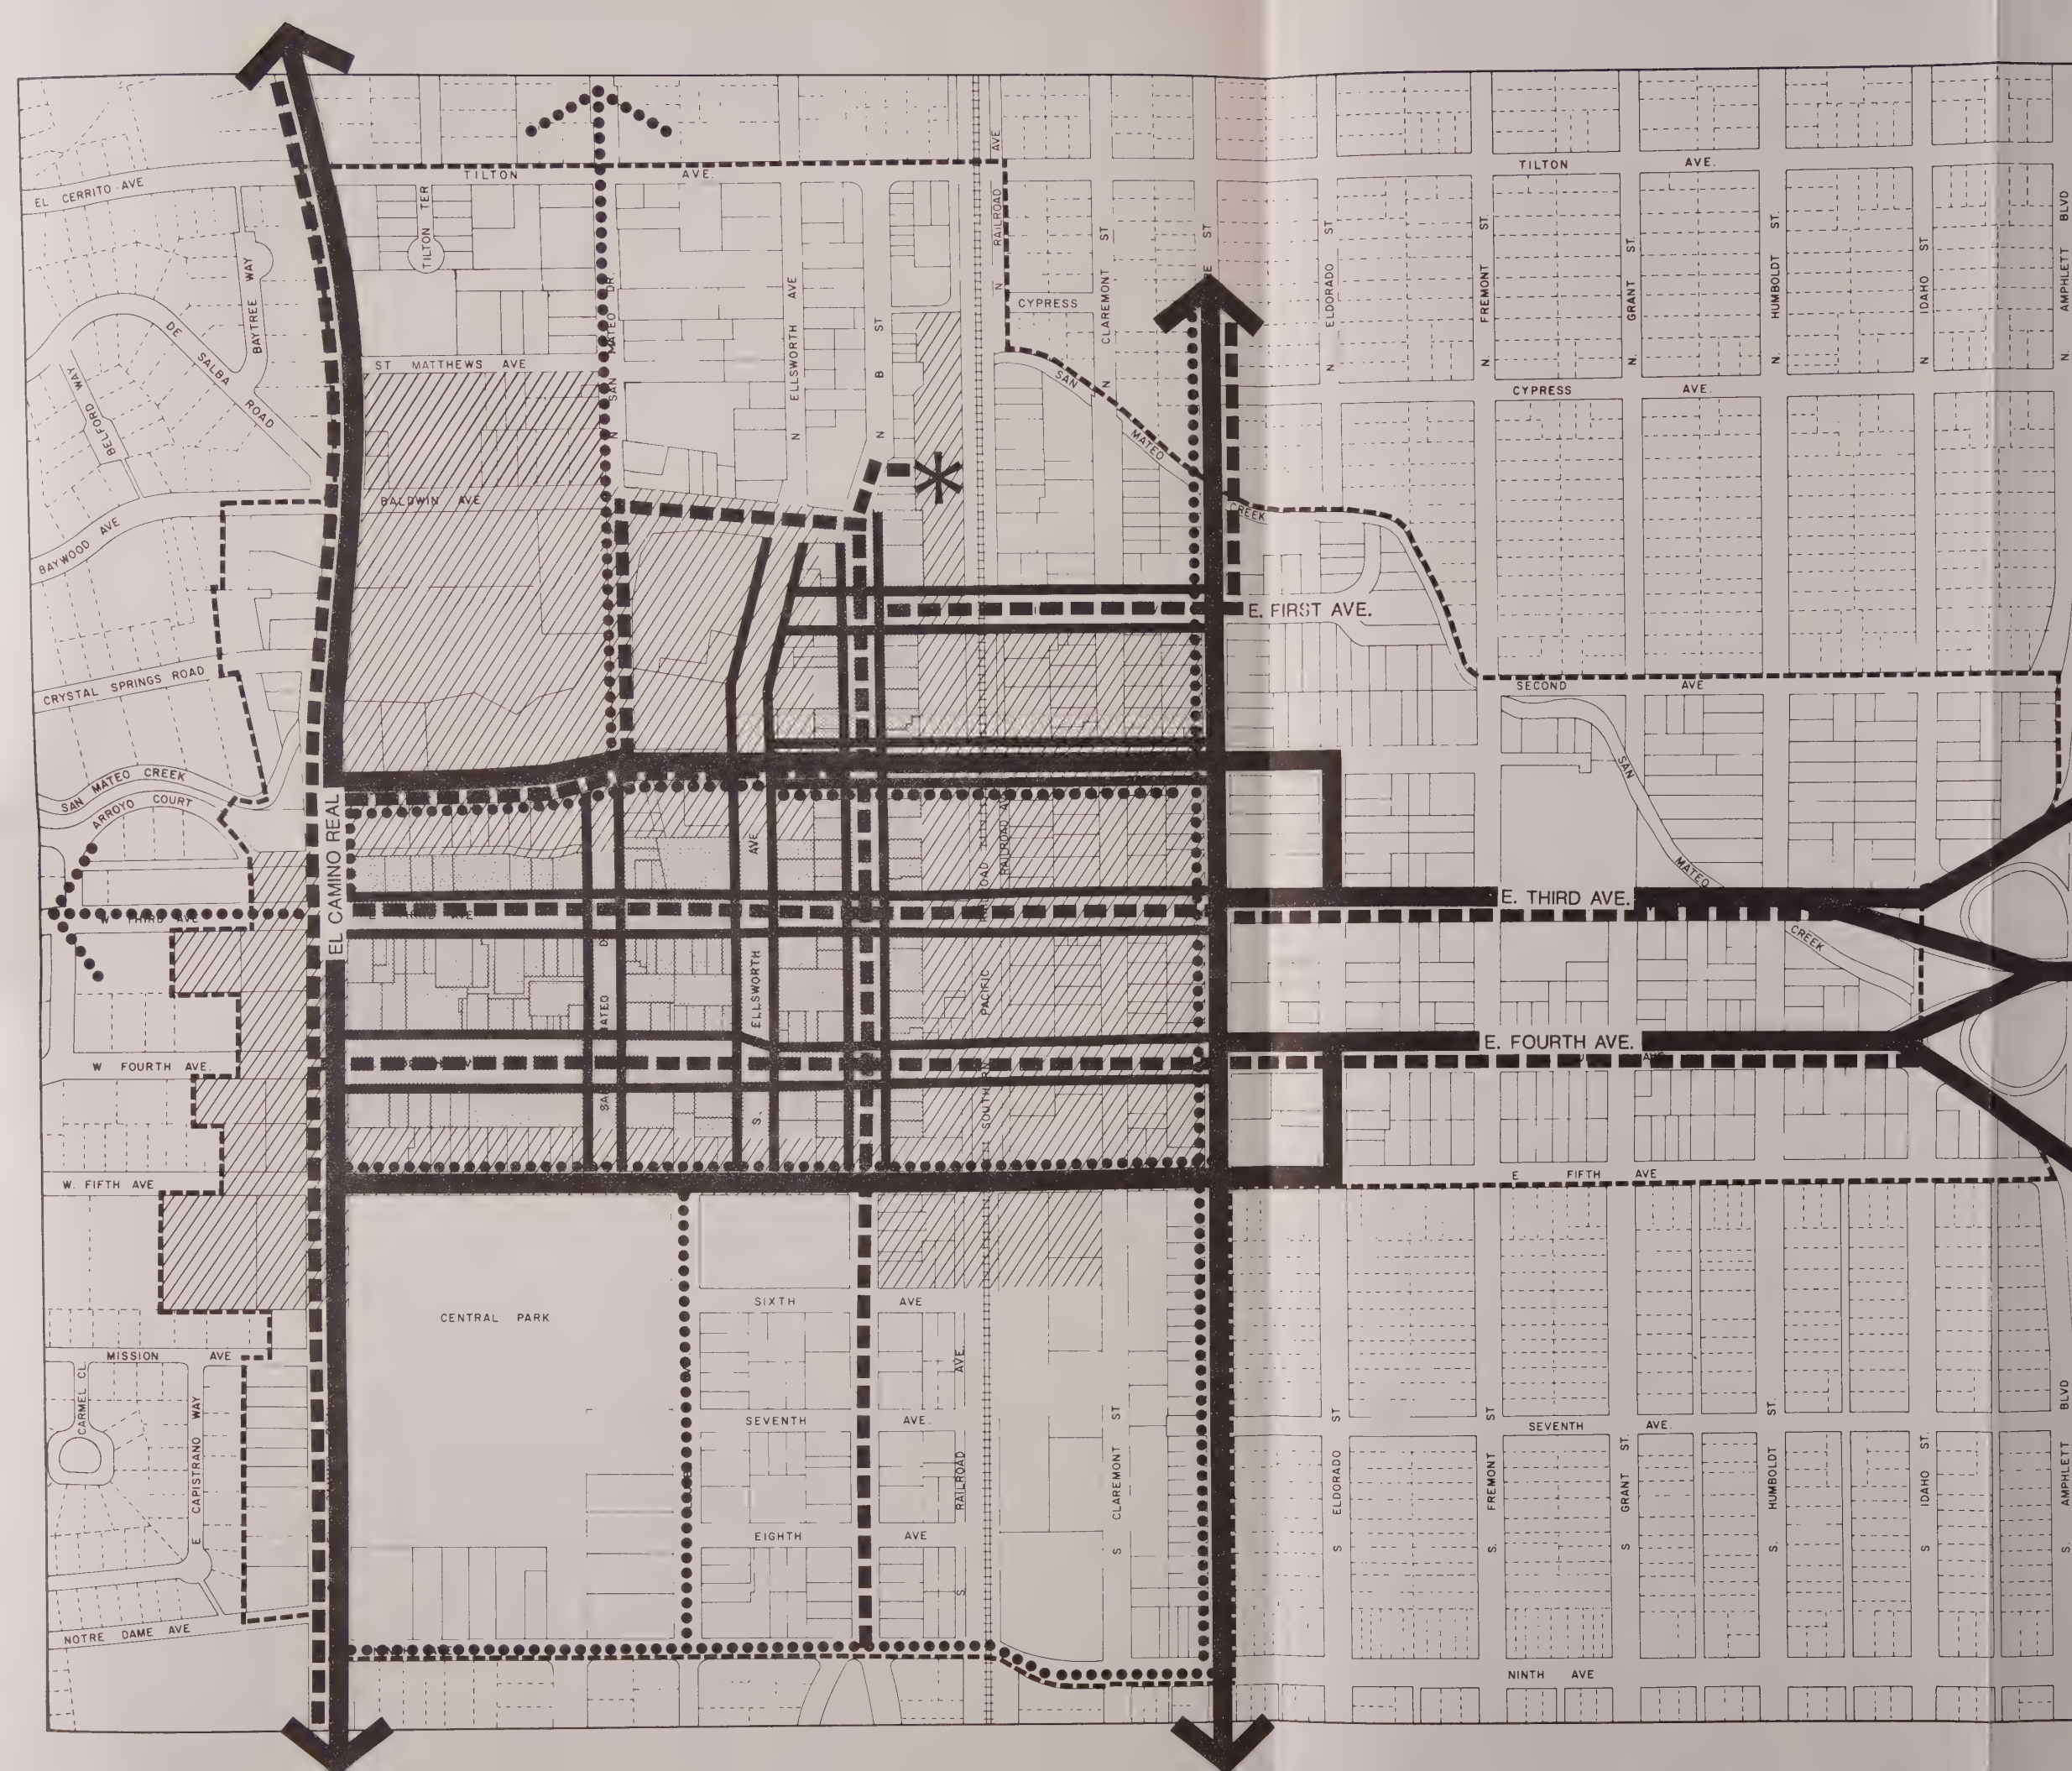 TILTON AVE.
TILTON AVE.
EL CERRITO AVE
TILTON TER
RAILROAD AVE
N
BAYTREE WAY
DE SALBA ROAD
BELFORD WAY
N SAN MATEO DR.
N ELLSWORTH AVE
N B ST
CYPRESS
N CLAREMONT ST
ST
N ELDORADO ST
N FREMONT ST.
N GRANT ST.
N HUMBOLDT ST.
N IDAHO ST
N. AMPHLETT BLVD
ST MATTHEWS AVE
SAN MATEO CREEK
CYPRESS AVE.
BALDWIN AVE
BAYWOOD AVE
E. FIRST AVE.
CRYSTAL SPRINGS ROAD
SECOND AVE
SAN MATEO CREEK
ARROYO COURT
EL CAMINO REAL
SAN MATEO CREEK
W THIRD AVE
E. THIRD AVE.
S. ELLSWORTH AVE
RAILROAD AV
SOUTHERN PACIFIC
W FOURTH AVE.
E. FOURTH AVE.
W. FIFTH AVE
E FIFTH AVE
CENTRAL PARK
SIXTH AVE
MISSION AVE
CARMEL CL
E CAPISTRANO WAY
SEVENTH AVE.
SEVENTH AVE.
S. RAILROAD AVE.
S CLAREMONT ST
S ELDORADO ST
S. FREMONT ST
S GRANT ST.
S. HUMBOLDT ST.
S IDAHO ST.
S. AMPHLETT BLVD
EIGHTH AVE
NOTRE DAME AVE
NINTH AVE